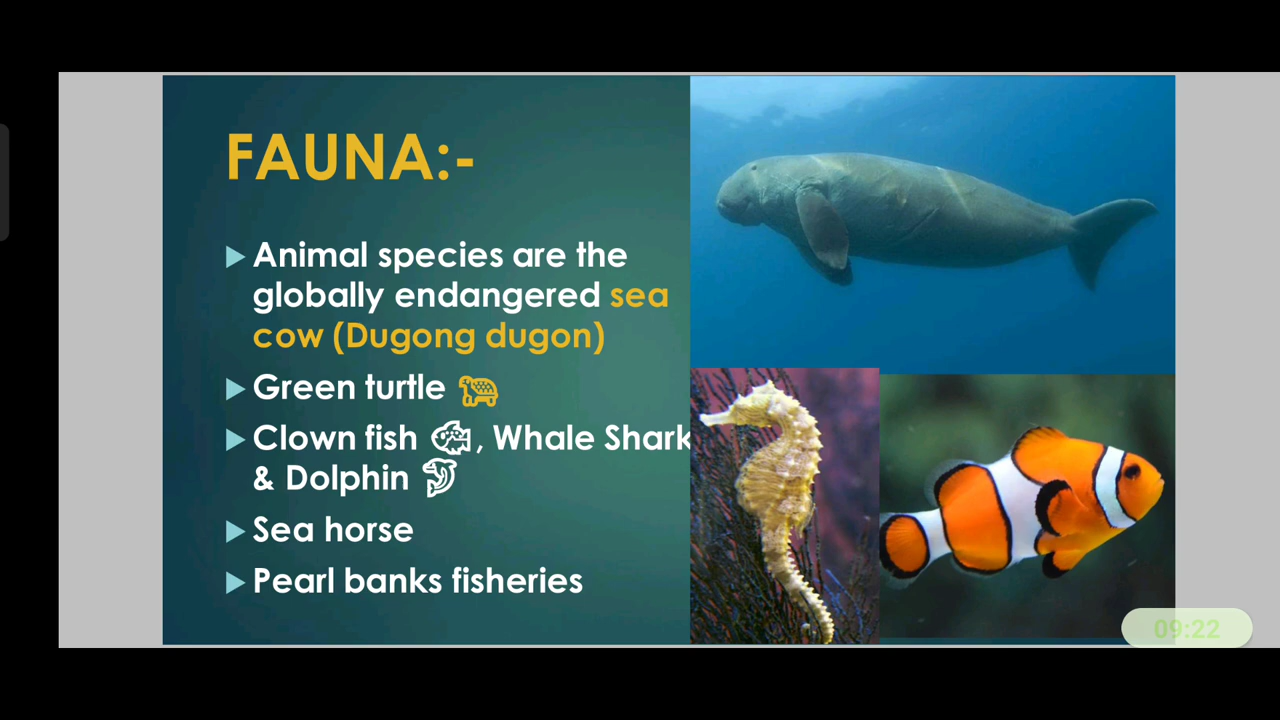 FAUNA:-
Animal species are the
globally endangered sea
cow (Dugong dugon)
Green turtle
Clown fish , Whale Shark
& Dolphin
Sea horse
Pearl banks fisheries
09:22